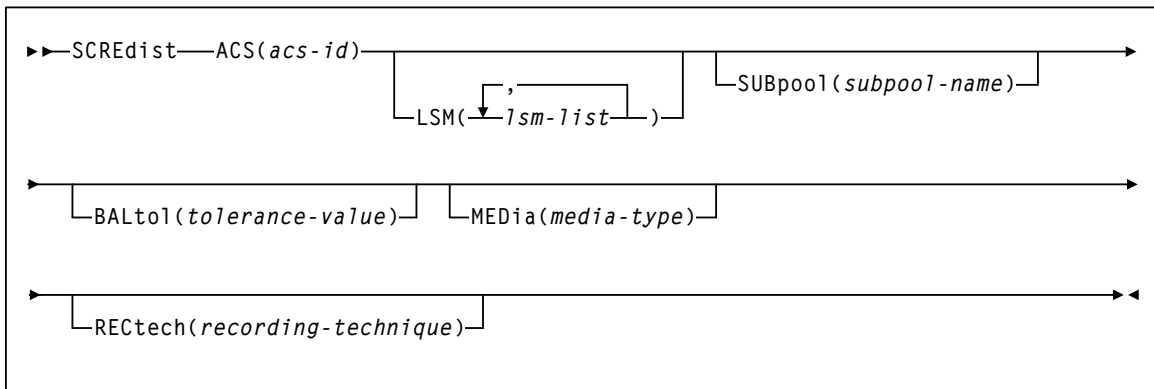 SCREdist ACS(acs-id)
SUBpool(subpool-name)
,
LSM( lsm-list )
BALtol(tolerance-value) MEDia(media-type)
RECtech(recording-technique)